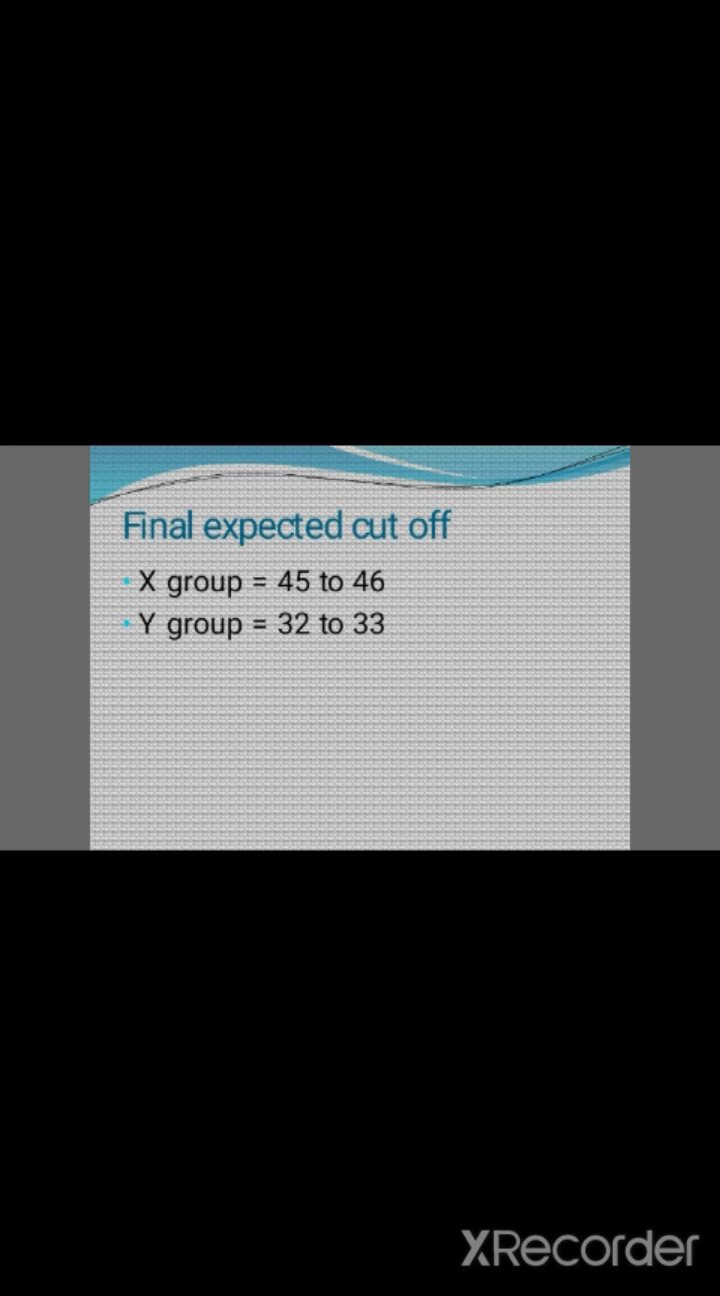 Final expected cut off
• X group = 45 to 46
• Y group = 32 to 33
XRecorder